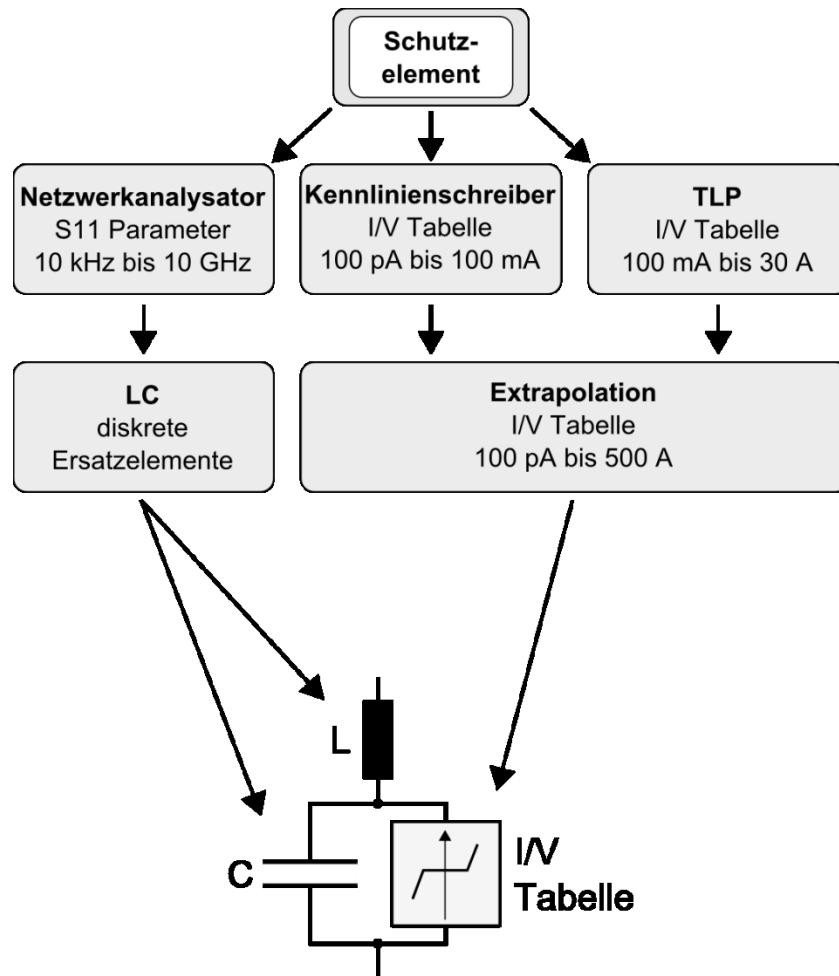 Schutz-
element
Netzwerkanalysator
S11 Parameter
10 kHz bis 10 GHz
Kennlinienschreiber
I/V Tabelle
100 pA bis 100 mA
TLP
I/V Tabelle
100 mA bis 30 A
LC
diskrete
Ersatzelemente
Extrapolation
I/V Tabelle
100 pA bis 500 A
L
C
I/V
Tabelle